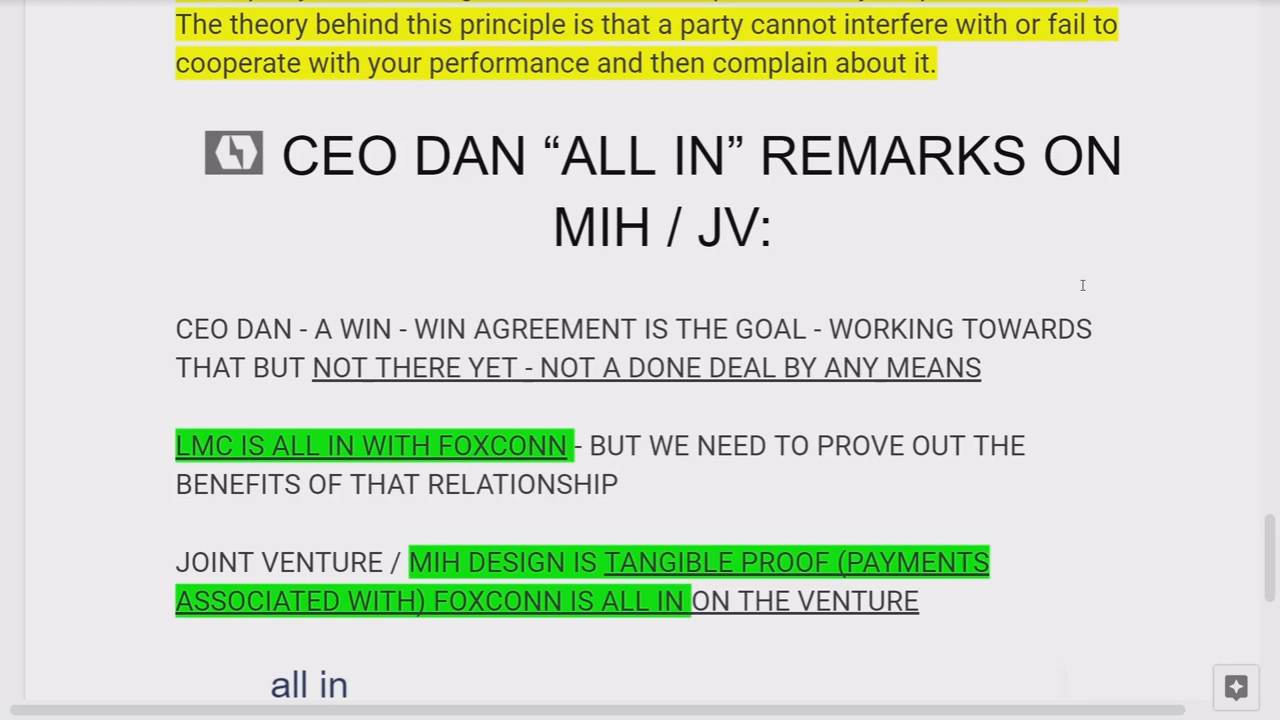 The theory behind this principle is that a party cannot interfere with or fail to
cooperate with your performance and then complain about it.
CEO DAN “ALL IN” REMARKS ON
MIH / JV:
CEO DAN - A WIN - WIN AGREEMENT IS THE GOAL - WORKING TOWARDS
THAT BUT NOT THERE YET - NOT A DONE DEAL BY ANY MEANS
LMC IS ALL IN WITH FOXCONN - BUT WE NEED TO PROVE OUT THE
BENEFITS OF THAT RELATIONSHIP
JOINT VENTURE / MIH DESIGN IS TANGIBLE PROOF (PAYMENTS
ASSOCIATED WITH) FOXCONN IS ALL IN ON THE VENTURE
all in